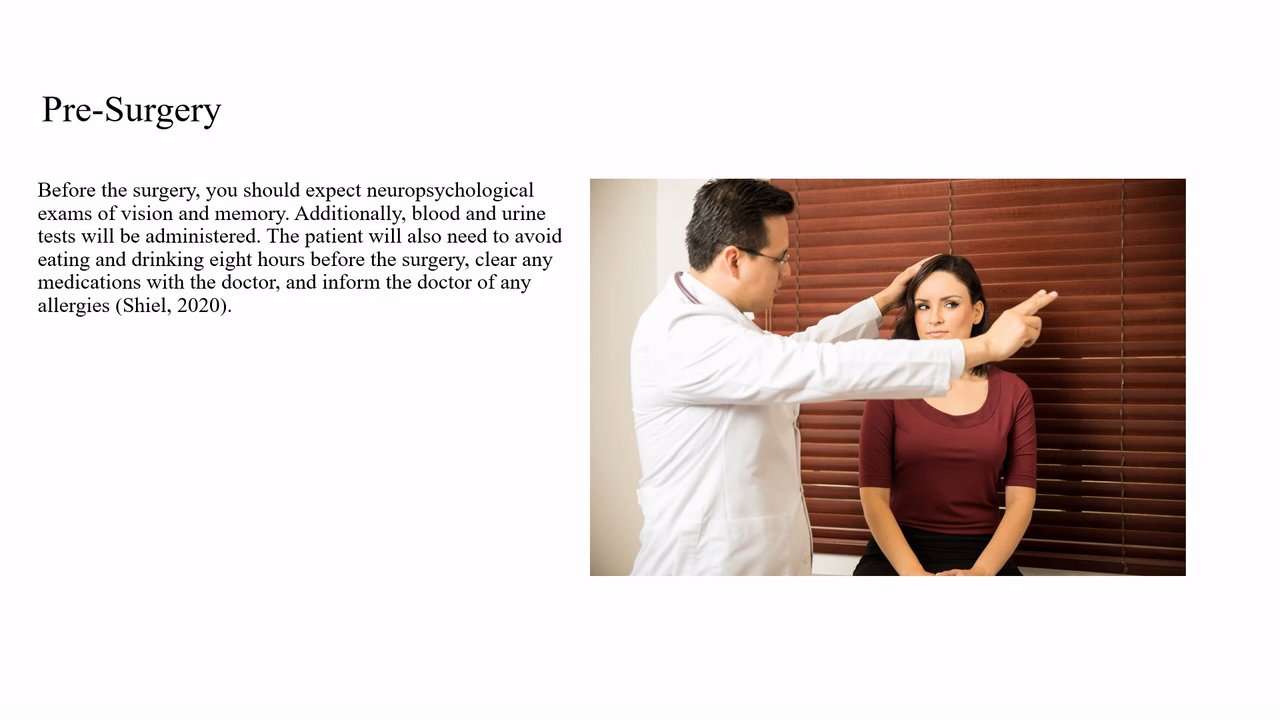 Pre-Surgery
Before the surgery, you should expect neuropsychological
exams of vision and memory. Additionally, blood and urine
tests will be administered. The patient will also need to avoid
eating and drinking eight hours before the surgery, clear any
medications with the doctor, and inform the doctor of any
allergies (Shiel, 2020).